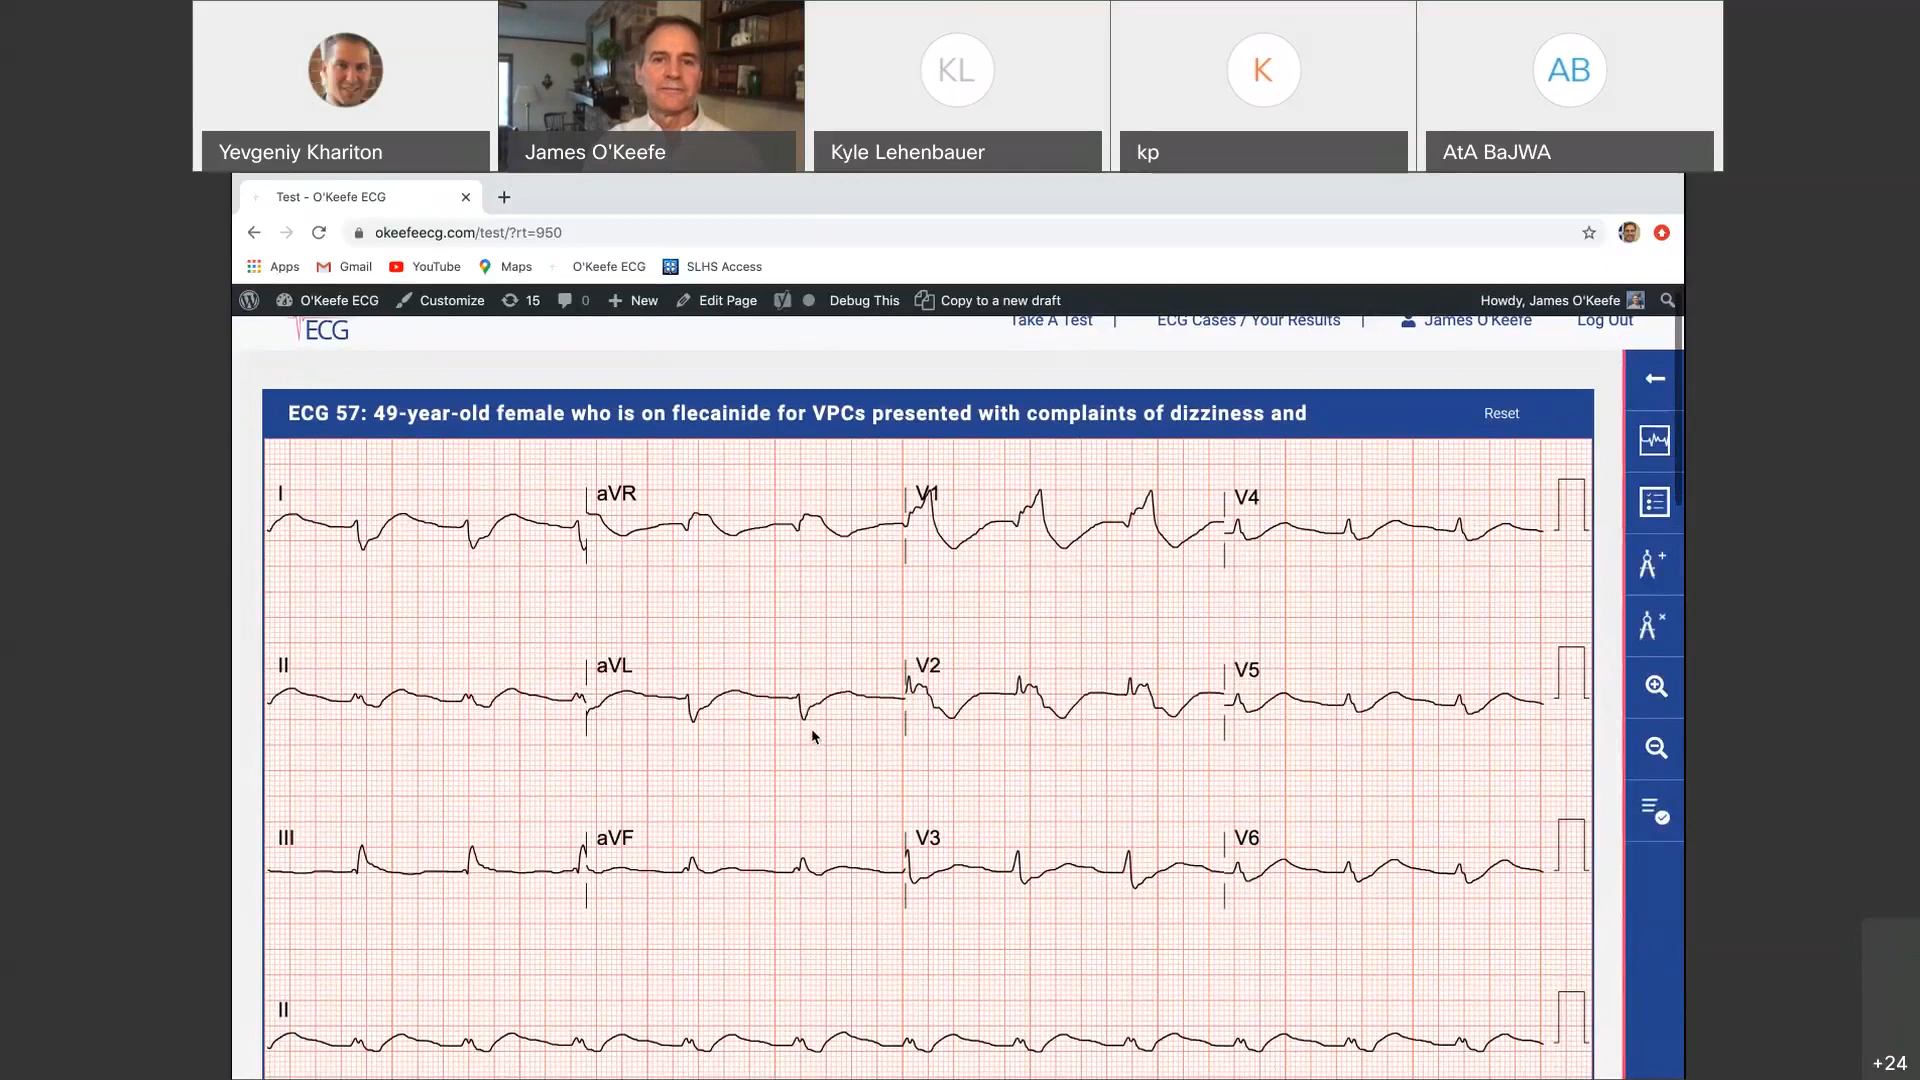 KL
K
AB
Yevgeniy Khariton
James O'Keefe
Kyle Lehenbauer
kp
AtA BaJWA
Test - O'Keefe ECG
okeefeecg.com/test/?rt=950
Apps
Gmail
YouTube
Maps
O'Keefe ECG
SLHS Access
O'Keefe ECG
Customize
15
0
New
Edit Page
Debug This
Copy to a new draft
Howdy, James O'Keefe
ECG
Take A Test
ECG Cases / Your Results
James O'Keefe
Log Out
ECG 57: 49-year-old female who is on flecainide for VPCs presented with complaints of dizziness and
Reset
I
aVR
V1
V4
II
aVL
V2
V5
III
aVF
V3
V6
II
+24